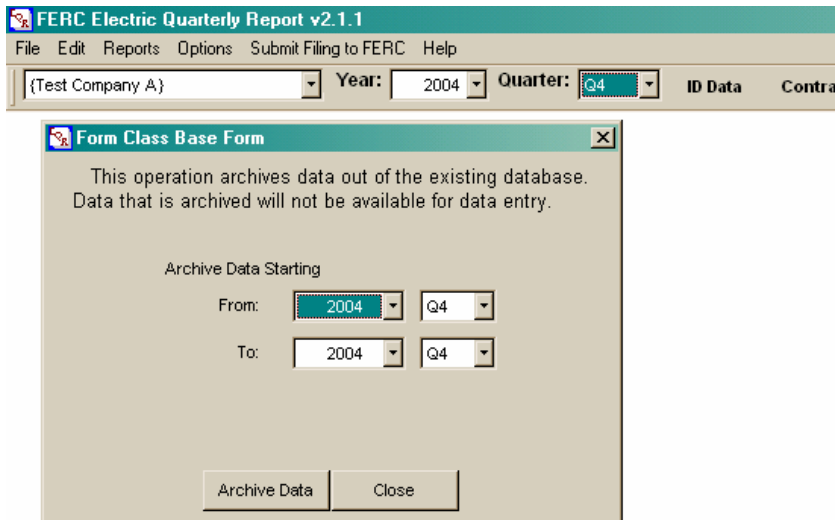 FERC Electric Quarterly Report v2.1.1
File Edit Reports Options Submit Filing to FERC Help
{Test Company A} Year: 2004 Quarter: Q4 ID Data Contra
Form Class Base Form
This operation archives data out of the existing database.
Data that is archived will not be available for data entry.
Archive Data Starting
From: 2004 Q4
To: 2004 Q4
Archive Data Close